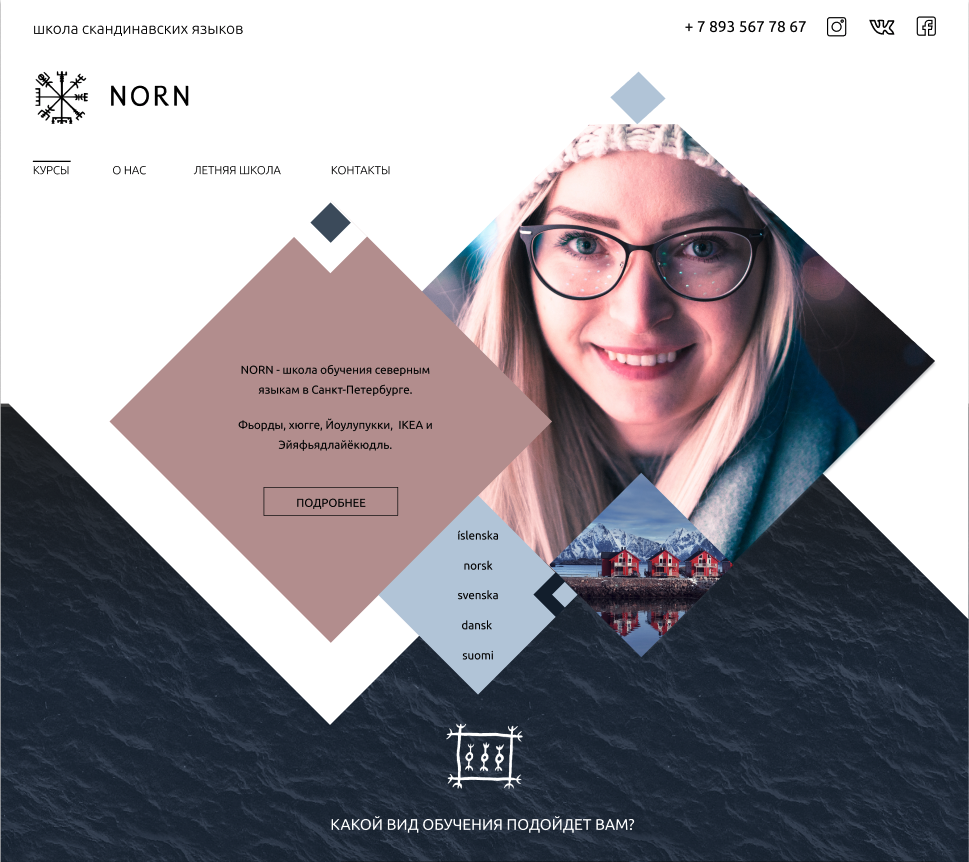 школа скандинавских языков
+ 7 893 567 78 67
NORN
КУРСЫ
О НАС
ЛЕТНЯЯ ШКОЛА
КОНТАКТЫ
NORN - школа обучения северным
языкам в Санкт-Петербурге.
Фьорды, хюгге, Йоулупукки, IKEA и
Эйяфьядлайёкюдль.
ПОДРОБНЕЕ
íslenska
norsk
svenska
dansk
suomi
КАКОЙ ВИД ОБУЧЕНИЯ ПОДОЙДЕТ ВАМ?